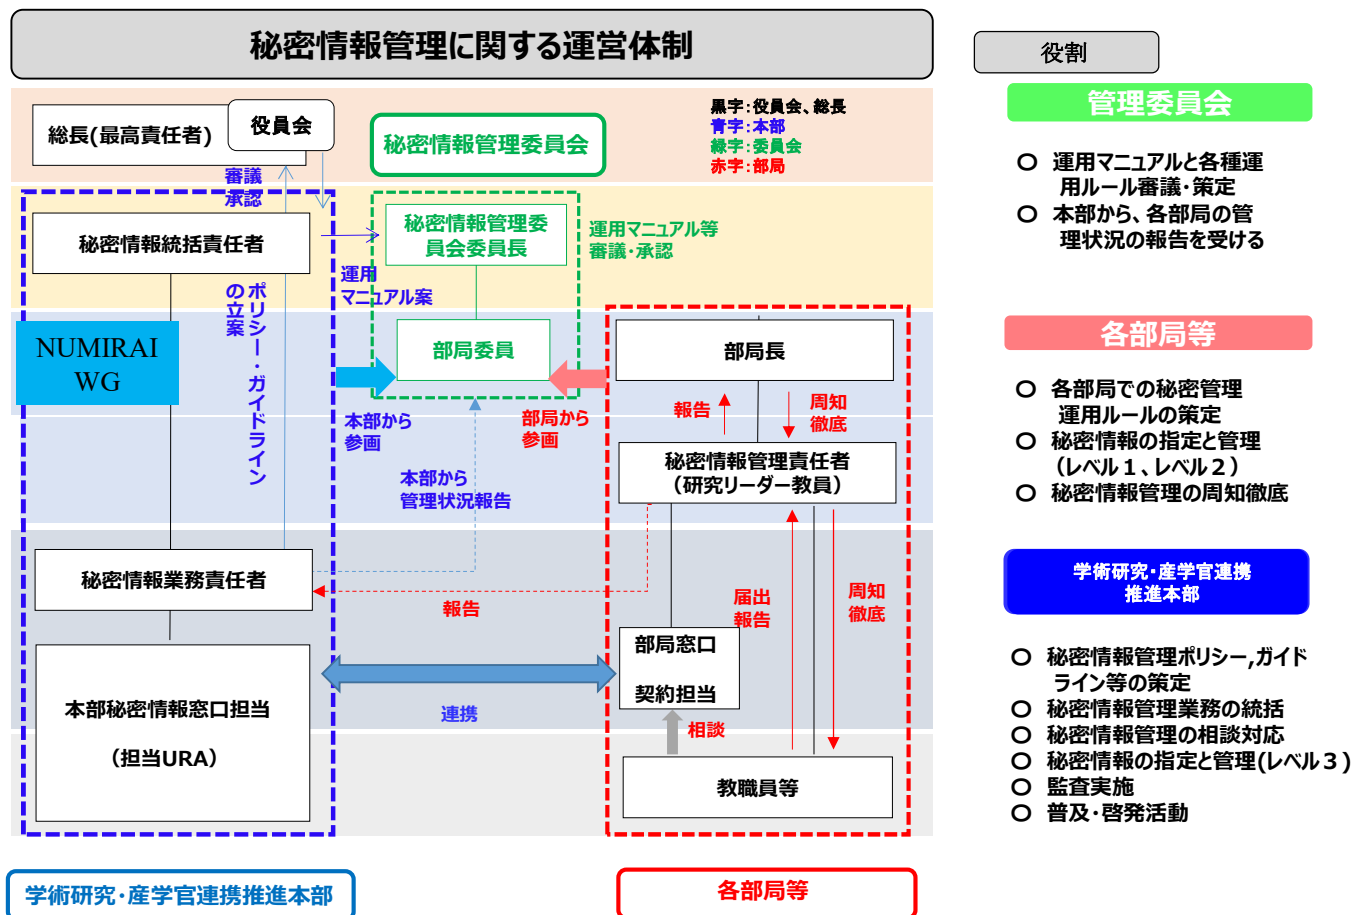 秘密情報管理に関する運営体制
総長(最高責任者)
役員会
秘密情報管理委員会
黒字：役員会、総長
青字：本部
緑字：委員会
赤字：部局
審議
承認
秘密情報統括責任者
秘密情報管理委
員会委員長
運用マニュアル等
審議・承認
運用
マニュアル案
ポリシー・ガイドライン
の立案
NUMIRAI
WG
部局委員
部局長
本部から
参画
部局から
参画
報告
周知
徹底
本部から
管理状況報告
秘密情報管理責任者
（研究リーダー教員）
秘密情報業務責任者
報告
届出
報告
周知
徹底
部局窓口
契約担当
本部秘密情報窓口担当
（担当URA）
連携
相談
教職員等
学術研究・産学官連携推進本部
各部局等
役割
管理委員会
○ 運用マニュアルと各種運
用ルール審議・策定
○ 本部から、各部局の管
理状況の報告を受ける
各部局等
○ 各部局での秘密管理
運用ルールの策定
○ 秘密情報の指定と管理
（レベル１、レベル２）
○ 秘密情報管理の周知徹底
学術研究・産学官連携
推進本部
○ 秘密情報管理ポリシー,ガイド
ライン等の策定
○ 秘密情報管理業務の統括
○ 秘密情報管理の相談対応
○ 秘密情報の指定と管理(レベル３)
○ 監査実施
○ 普及・啓発活動